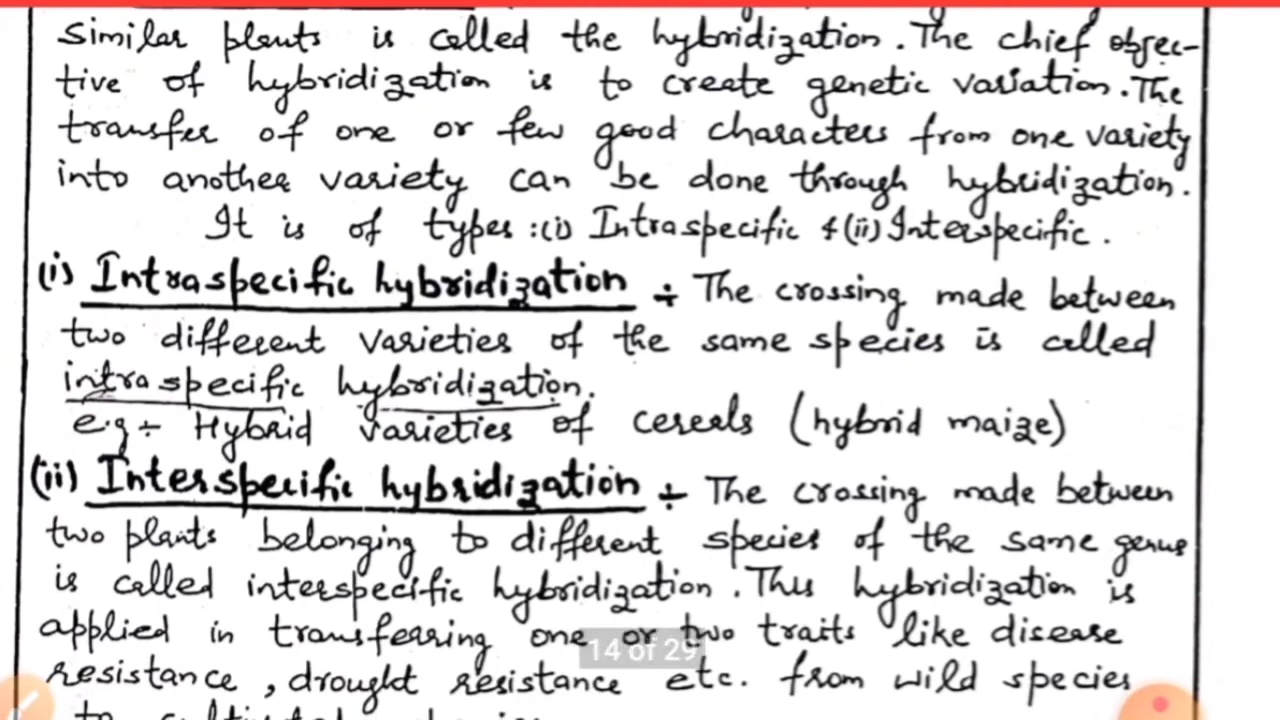 Similar plants is called the hybridization. The chief objec-
tive of hybridization is to create genetic variation. The
transfer of one or few good characters from one variety
into another variety can be done through hybridization.
It is of types :(i) Intraspecific &(ii) Interspecific.
(i) Intraspecific hybridization ÷ The crossing made between
two different varieties of the same species is called
intraspecific hybridization.
e.g÷ Hybrid varieties of cereals (hybrid maize)
(ii) Interspecific hybridization ÷ The crossing made between
two plants belonging to different species of the same genus
is called interspecific hybridization. This hybridization is
applied in transferring one or two traits like disease
14 of 29
resistance, drought resistance etc. from wild species